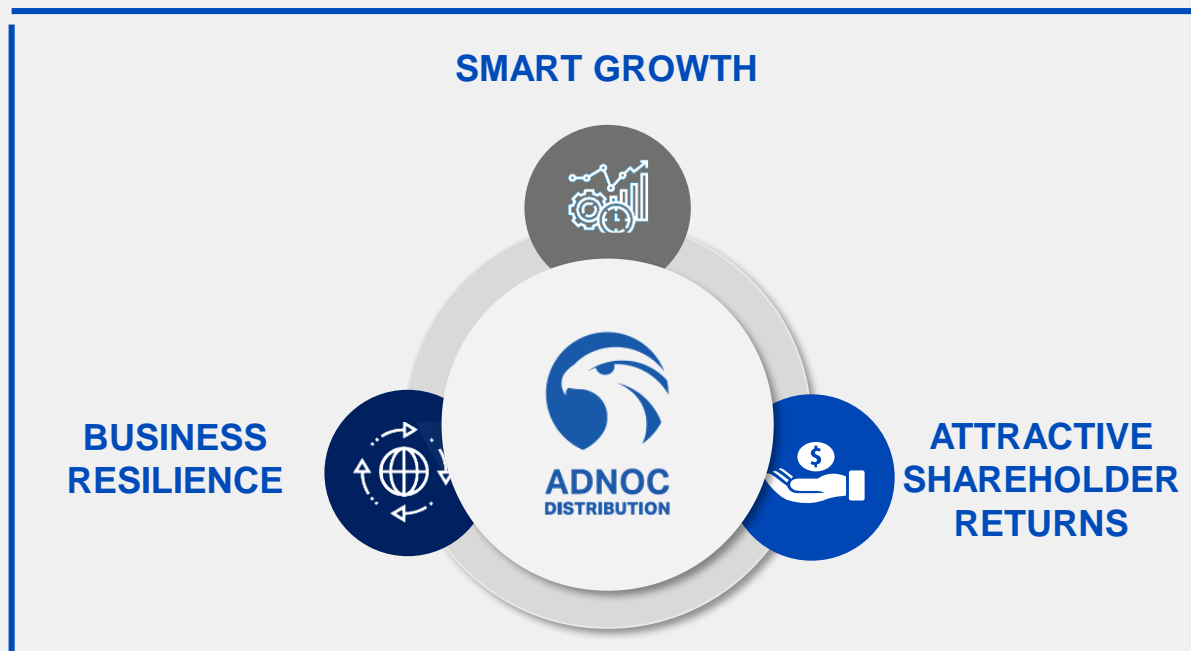 SMART GROWTH
BUSINESS
RESILIENCE
ADNOC
DISTRIBUTION
$
ATTRACTIVE
SHAREHOLDER
RETURNS